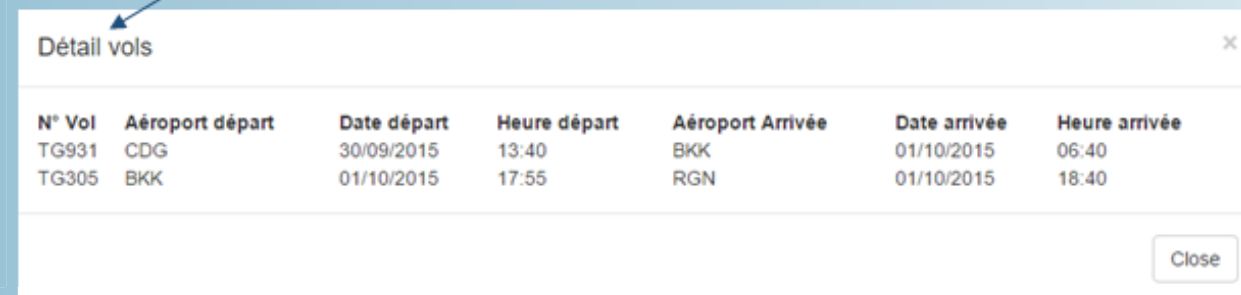 Détail vols ×
N° Vol Aéroport départ Date départ Heure départ Aéroport Arrivée Date arrivée Heure arrivée
TG931 CDG 30/09/2015 13:40 BKK 01/10/2015 06:40
TG305 BKK 01/10/2015 17:55 RGN 01/10/2015 18:40
Close